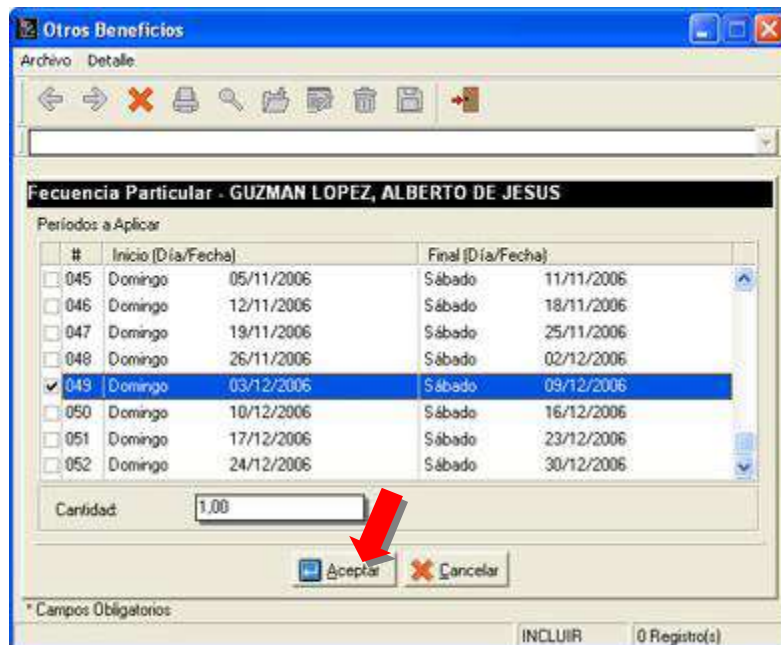 Otros Beneficios
Archivo Detalle
Fecuencia Particular - GUZMAN LOPEZ, ALBERTO DE JESUS
Períodos a Aplicar
# Inicio (Día/Fecha) Final (Día/Fecha)
045 Domingo 05/11/2006 Sábado 11/11/2006
046 Domingo 12/11/2006 Sábado 18/11/2006
047 Domingo 19/11/2006 Sábado 25/11/2006
048 Domingo 26/11/2006 Sábado 02/12/2006
049 Domingo 03/12/2006 Sábado 09/12/2006
050 Domingo 10/12/2006 Sábado 16/12/2006
051 Domingo 17/12/2006 Sábado 23/12/2006
052 Domingo 24/12/2006 Sábado 30/12/2006
Cantidad: 1,00
Aceptar Cancelar
* Campos Obligatorios
INCLUIR 0 Registro(s)